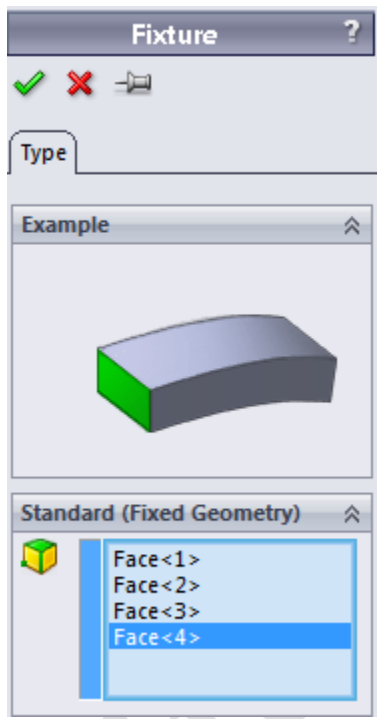 Fixture ?
Type
Example
Standard (Fixed Geometry)
Face<1>
Face<2>
Face<3>
Face<4>